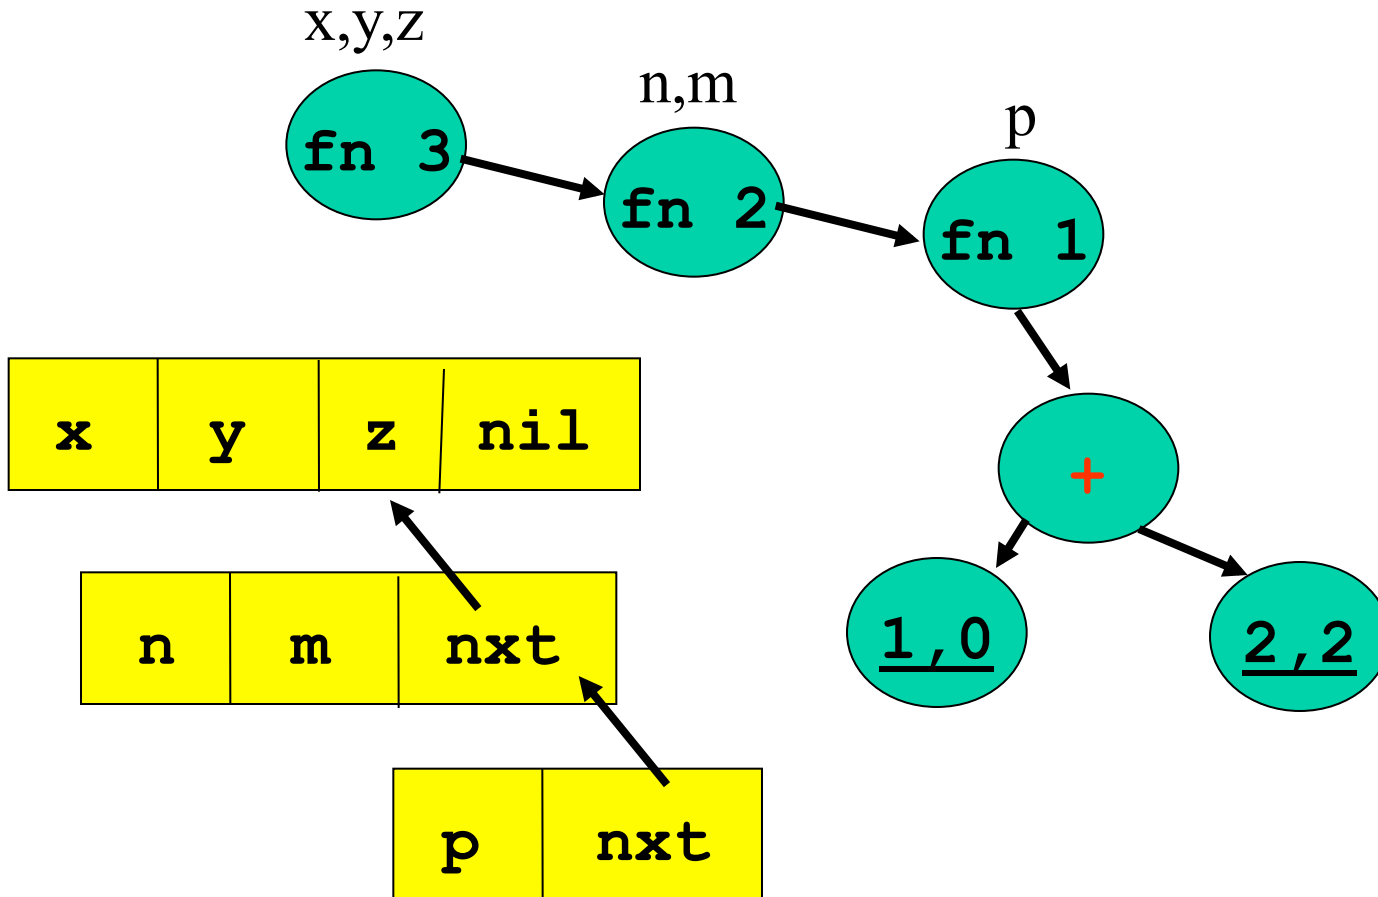 x,y,z
n,m
p
fn 3
fn 2
fn 1
x y z nil
+
n m nxt
1,0
2,2
p nxt